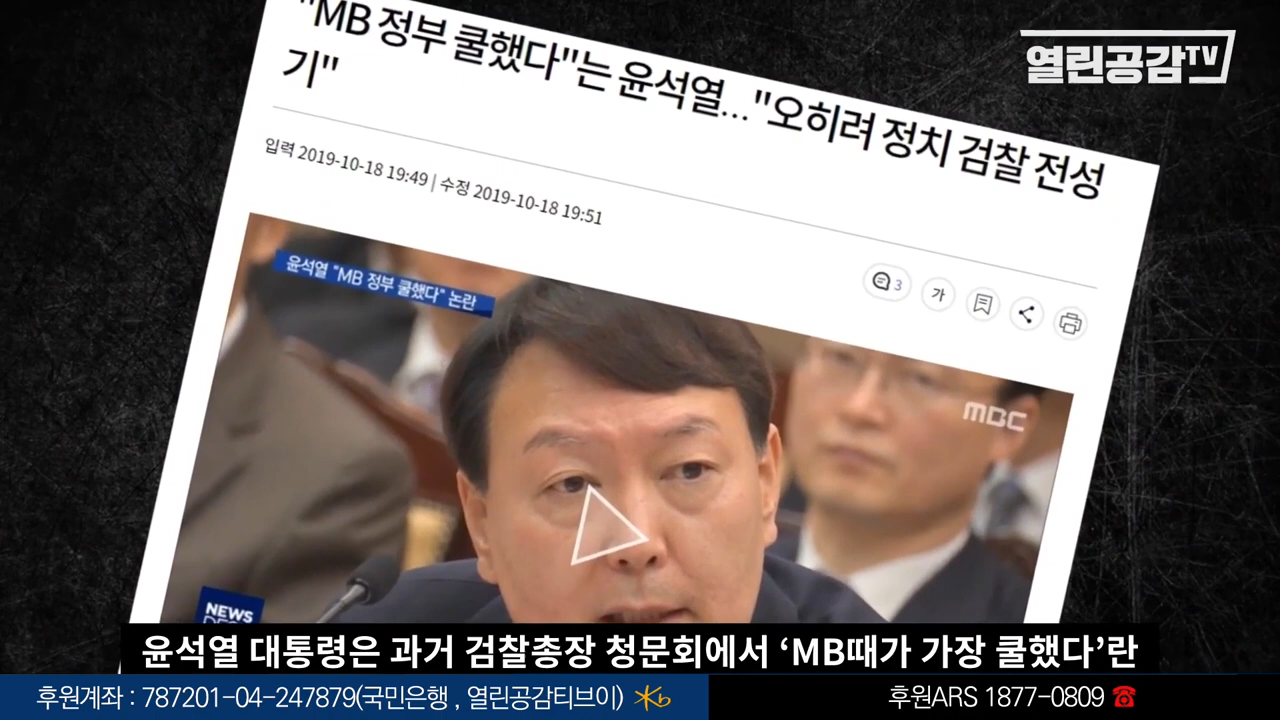 "MB 정부 쿨했다"는 윤석열..."오히려 정치 검찰 전성
기"
열린공감TV
입력 2019-10-18 19:49 | 수정 2019-10-18 19:51
3
가
윤석열 "MB 정부 쿨했다" 논란
MBC
NEWS
윤석열 대통령은 과거 검찰총장 청문회에서 ‘MB때가 가장 쿨했다’란
후원계좌 : 787201-04-247879(국민은행 , 열린공감티브이)
후원ARS 1877-0809